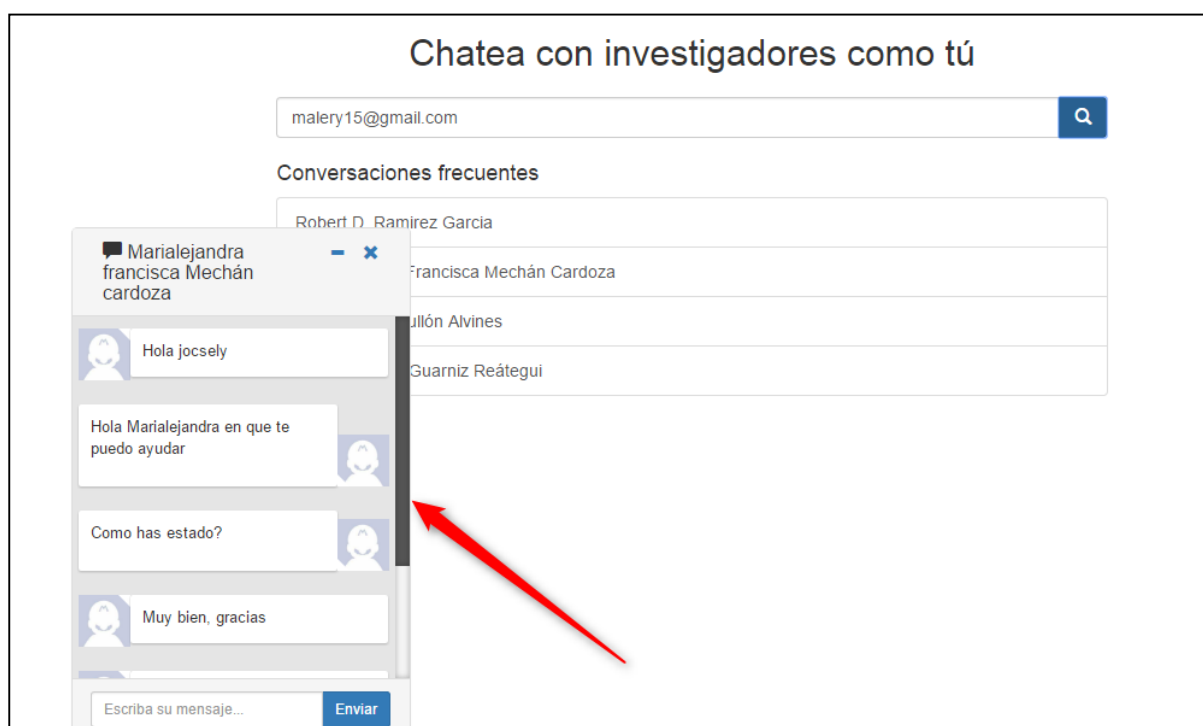 Chatea con investigadores como tú
malery15@gmail.com
Conversaciones frecuentes
Robert D. Ramirez Garcia
Francisca Mechán Cardoza
Alvines
Guarniz Reátegui
Marialejandra
francisca Mechán
cardoza
Hola jocsely
Hola Marialejandra en que te
puedo ayudar
Como has estado?
Muy bien, gracias
Escriba su mensaje...
Enviar